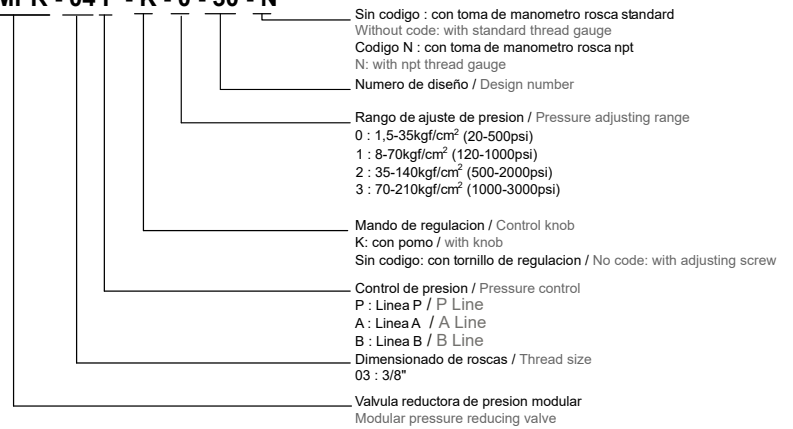 - K - 0 - 30 - N
Sin codigo : con toma de manometro rosca standard
Without code: with standard thread gauge
Codigo N : con toma de manometro rosca npt
N: with npt thread gauge
Numero de diseño / Design number
Rango de ajuste de presion / Pressure adjusting range
0 : 1,5-35kgf/cm² (20-500psi)
1 : 8-70kgf/cm² (120-1000psi)
2 : 35-140kgf/cm² (500-2000psi)
3 : 70-210kgf/cm² (1000-3000psi)
Mando de regulacion / Control knob
K: con pomo / with knob
Sin codigo: con tornillo de regulacion / No code: with adjusting screw
Control de presion / Pressure control
P : Linea P / P Line
A : Linea A / A Line
B : Linea B / B Line
Dimensionado de roscas / Thread size
03 : 3/8"
Valvula reductora de presion modular
Modular pressure reducing valve